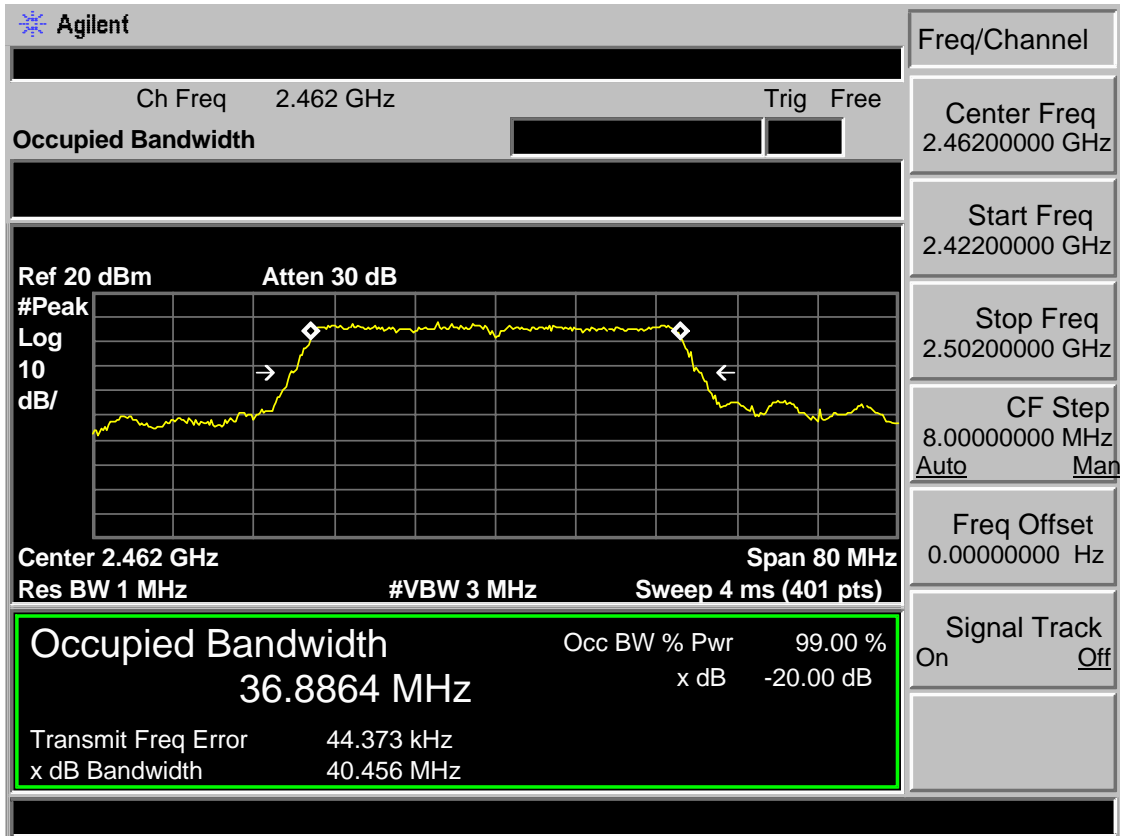 Agilent
Freq/Channel
Ch Freq 2.462 GHz Trig Free
Occupied Bandwidth
Center Freq
2.46200000 GHz
Start Freq
2.42200000 GHz
Stop Freq
2.50200000 GHz
CF Step
8.00000000 MHz
Auto Man
Freq Offset
0.00000000 Hz
Signal Track
On Off
Ref 20 dBm Atten 30 dB
#Peak
Log
10
dB/
Center 2.462 GHz Span 80 MHz
Res BW 1 MHz #VBW 3 MHz Sweep 4 ms (401 pts)
Occupied Bandwidth
36.8864 MHz
Occ BW % Pwr 99.00 %
x dB -20.00 dB
Transmit Freq Error 44.373 kHz
x dB Bandwidth 40.456 MHz